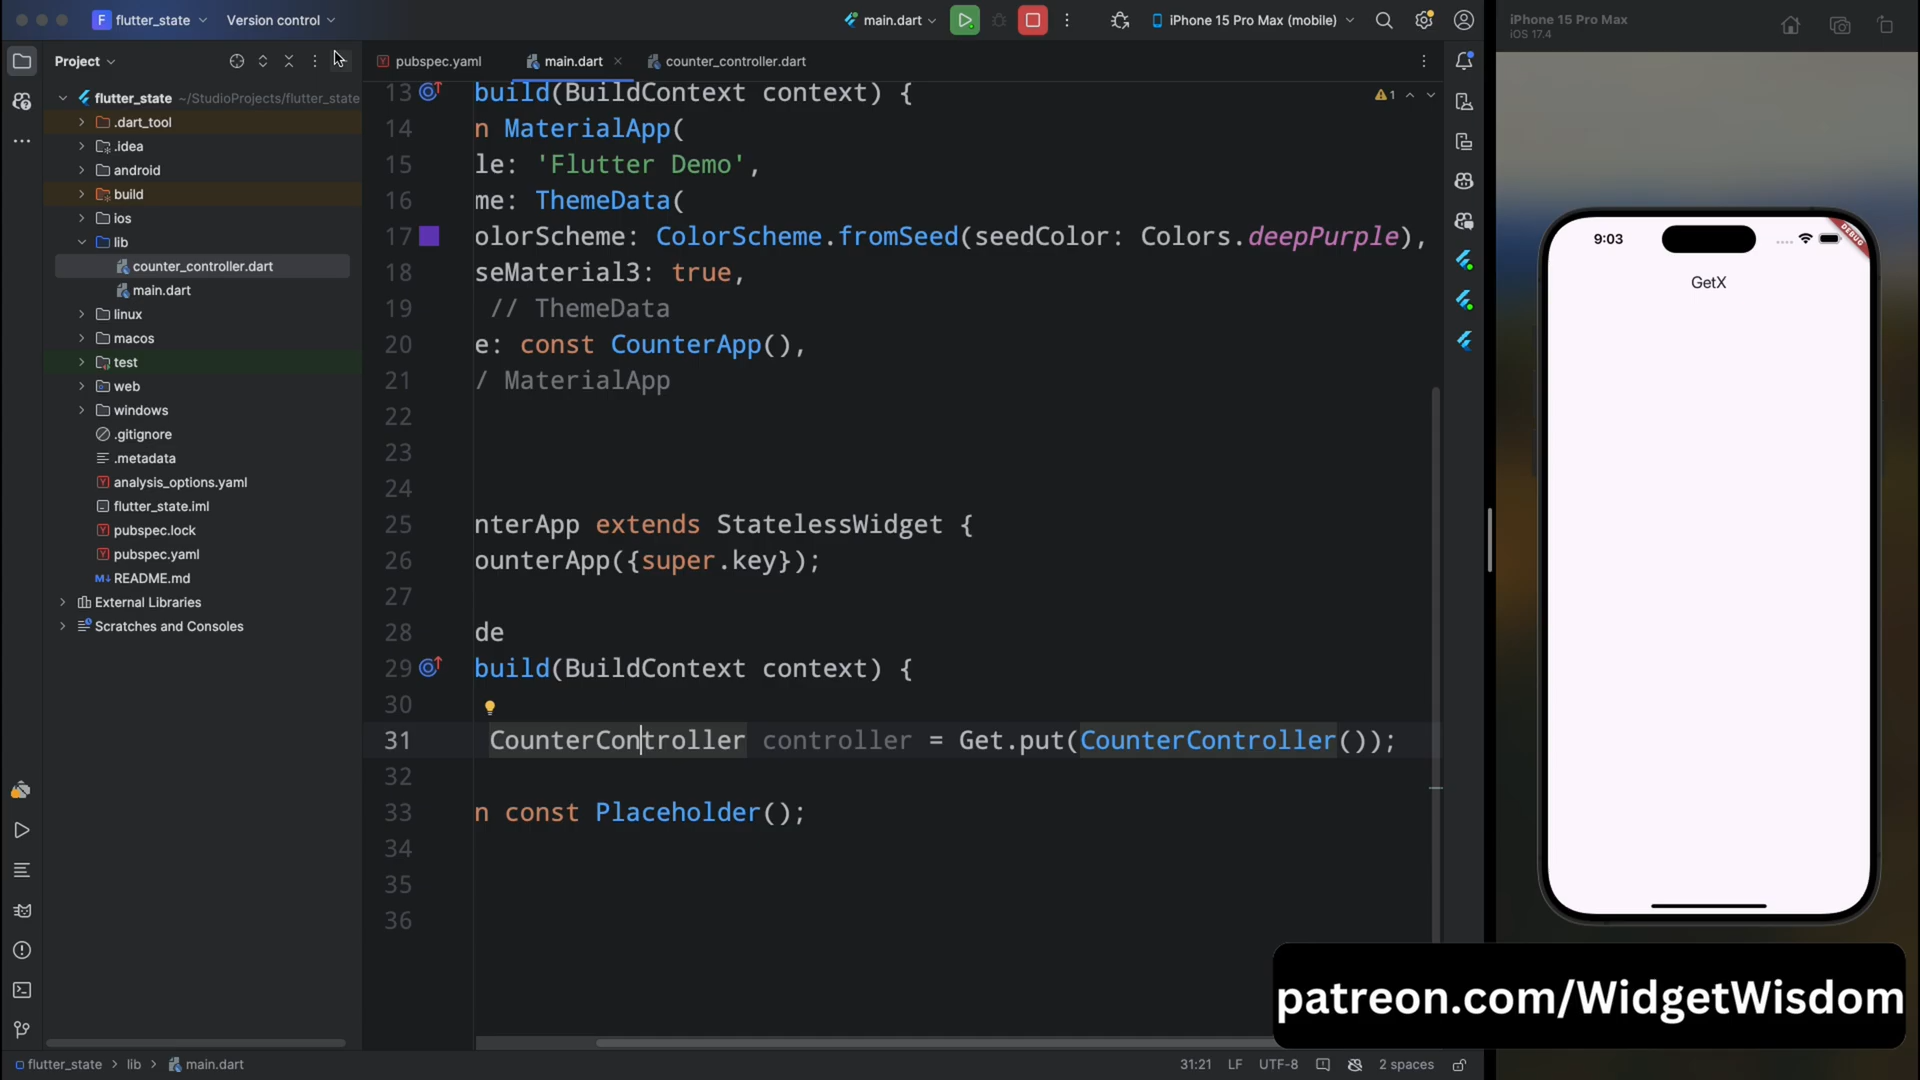 F flutter_state
Version control
main.dart
iPhone 15 Pro Max (mobile)
iPhone 15 Pro Max
iOS 17.4
Project
pubspec.yaml
main.dart
counter_controller.dart
flutter_state ~/StudioProjects/flutter_state
.dart_tool
.idea
android
build
ios
lib
counter_controller.dart
main.dart
linux
macos
test
web
windows
.gitignore
.metadata
analysis_options.yaml
flutter_state.iml
pubspec.lock
pubspec.yaml
README.md
External Libraries
Scratches and Consoles
1
13 build(BuildContext context) {
14 n MaterialApp(
15 le: 'Flutter Demo',
16 me: ThemeData(
17 olorScheme: ColorScheme.fromSeed(seedColor: Colors.deepPurple),
18 seMaterial3: true,
19 // ThemeData
20 e: const CounterApp(),
21 / MaterialApp
22
23
24
25 nterApp extends StatelessWidget {
26 ounterApp({super.key});
27
28 de
29 build(BuildContext context) {
30
31 CounterController controller = Get.put(CounterController());
32
33 n const Placeholder();
34
35
36
9:03
DEBUG
GetX
patreon.com/WidgetWisdom
flutter_state > lib > main.dart
31:21 LF UTF-8 2 spaces